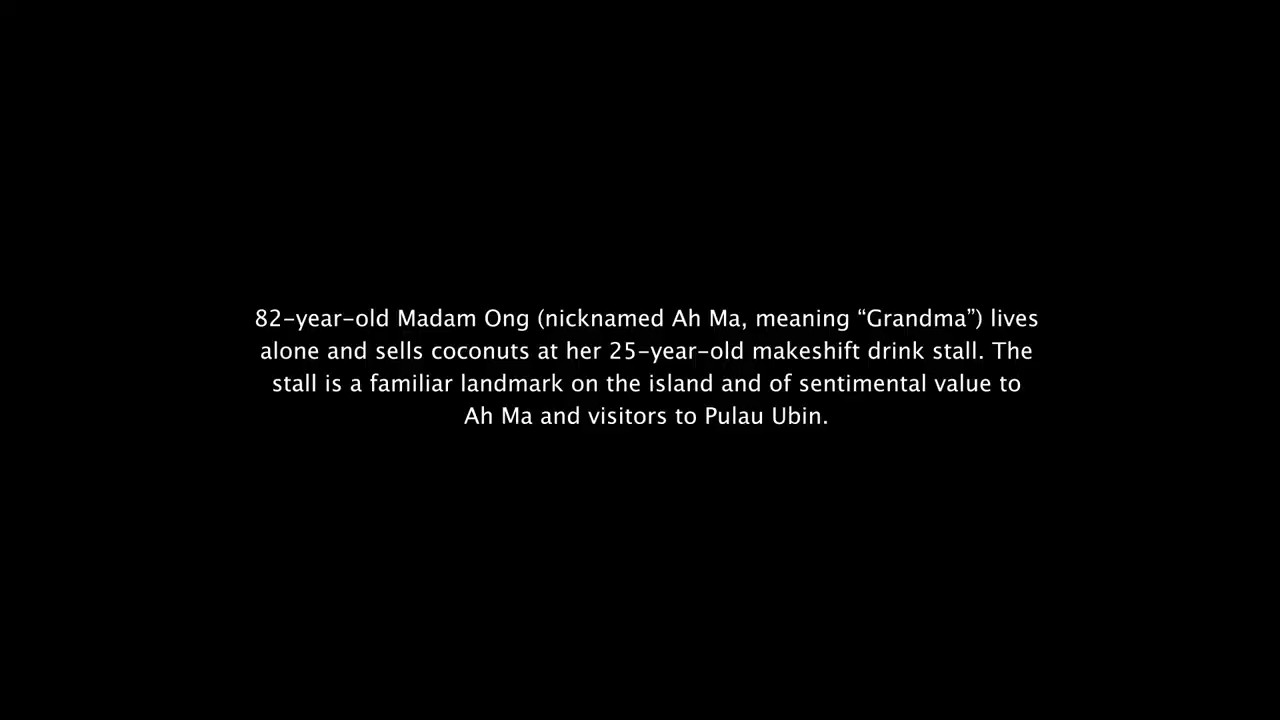 82-year-old Madam Ong (nicknamed Ah Ma, meaning “Grandma”) lives
alone and sells coconuts at her 25-year-old makeshift drink stall. The
stall is a familiar landmark on the island and of sentimental value to
Ah Ma and visitors to Pulau Ubin.